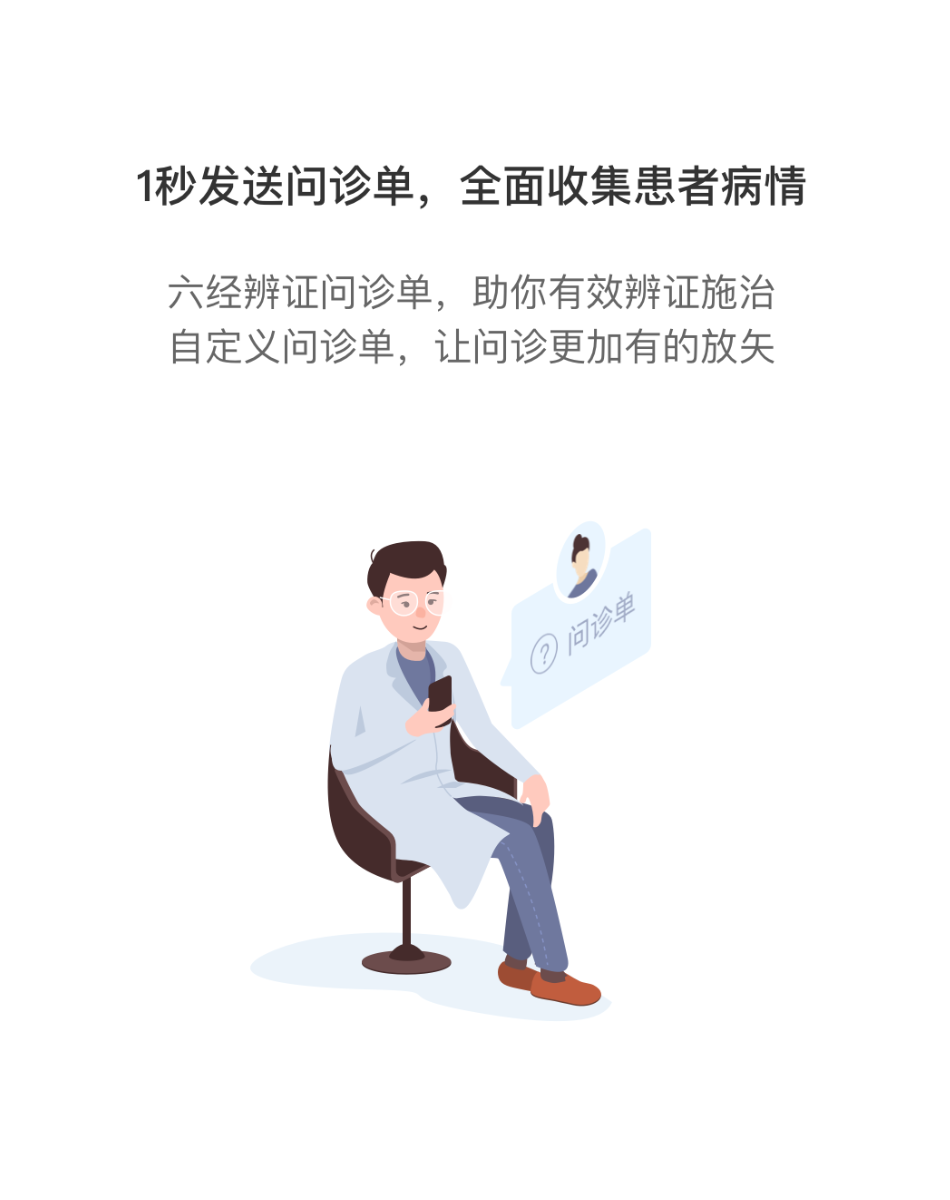 1秒发送问诊单，全面收集患者病情
六经辨证问诊单，助你有效辨证施治
自定义问诊单，让问诊更加有的放矢
? 问诊单